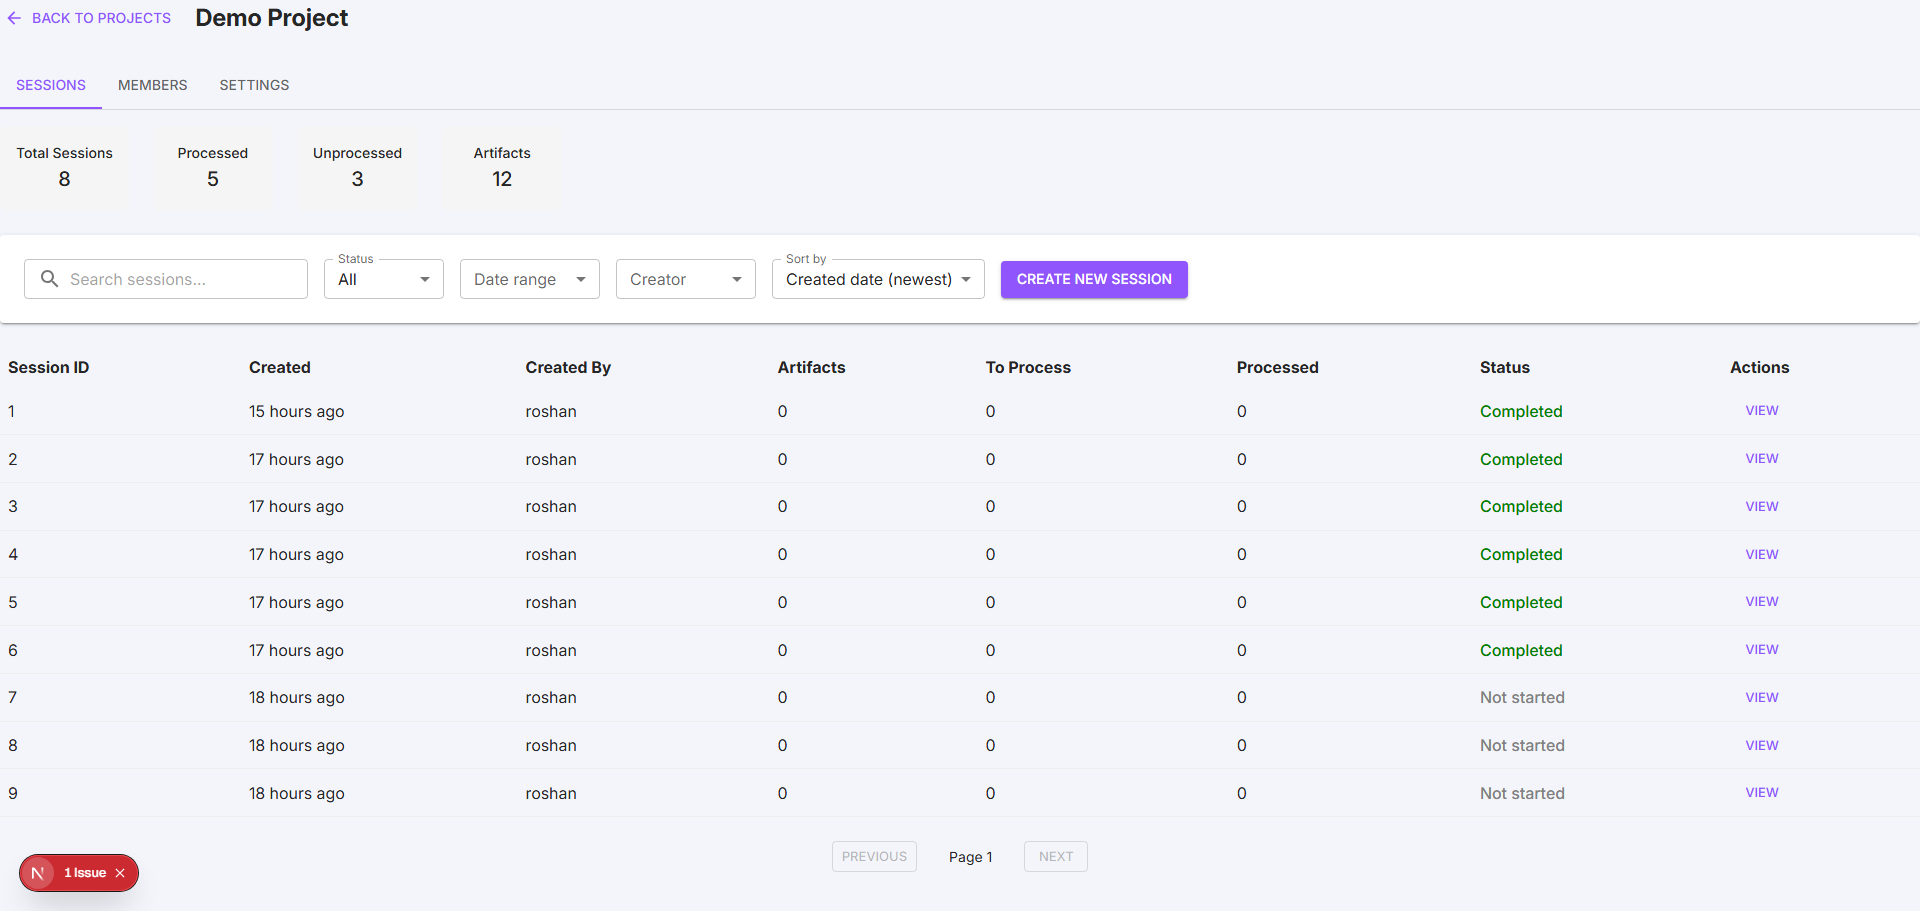 BACK TO PROJECTS Demo Project
SESSIONS MEMBERS SETTINGS
Total Sessions Processed Unprocessed Artifacts
8 5 3 12
Status Sort by
Search sessions... All Date range Creator Created date (newest) CREATE NEW SESSION
Session ID Created Created By Artifacts To Process Processed Status Actions
1 15 hours ago roshan 0 0 0 Completed VIEW
2 17 hours ago roshan 0 0 0 Completed VIEW
3 17 hours ago roshan 0 0 0 Completed VIEW
4 17 hours ago roshan 0 0 0 Completed VIEW
5 17 hours ago roshan 0 0 0 Completed VIEW
6 17 hours ago roshan 0 0 0 Completed VIEW
7 18 hours ago roshan 0 0 0 Not started VIEW
8 18 hours ago roshan 0 0 0 Not started VIEW
9 18 hours ago roshan 0 0 0 Not started VIEW
PREVIOUS Page 1 NEXT
N 1 Issue